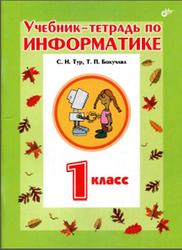 Учебник-тетрадь по
ИНФОРМАТИКЕ
С. Н. Тур, Т. П. Бокучава
1 класс